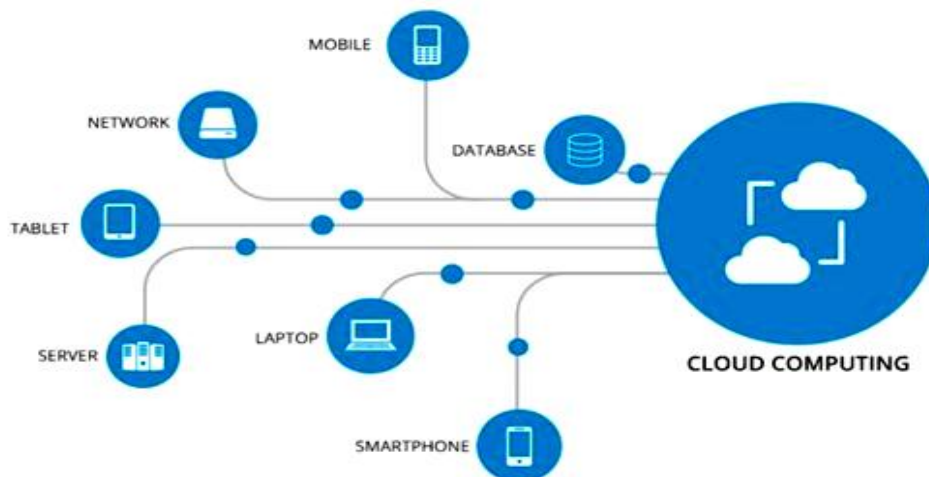 MOBILE
NETWORK
DATABASE
TABLET
SERVER
LAPTOP
CLOUD COMPUTING
SMARTPHONE